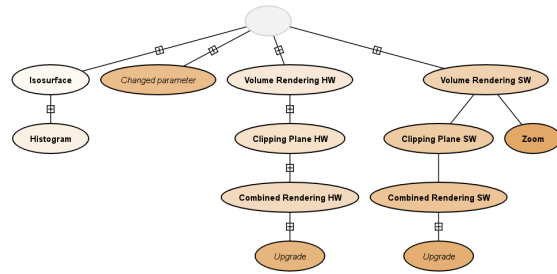 Isosurface
Changed parameter
Volume Rendering HW
Volume Rendering SW
Histogram
Clipping Plane HW
Clipping Plane SW
Zoom
Combined Rendering HW
Combined Rendering SW
Upgrade
Upgrade